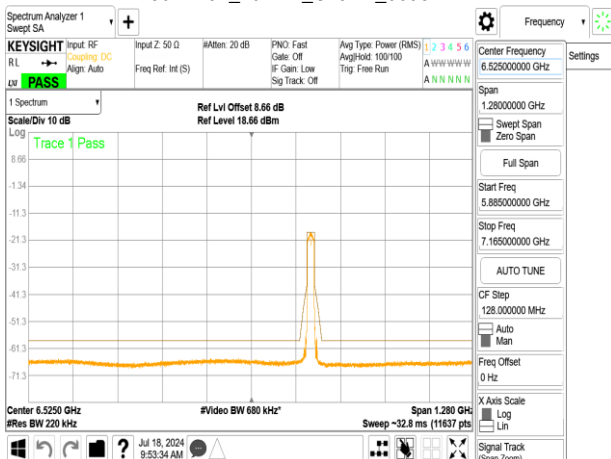 Spectrum Analyzer 1
Swept SA
Frequency
KEYSIGHT
RL
LXI PASS
Input: RF
Coupling: DC
Align: Auto
Input Z: 50 Ω
Freq Ref: Int (S)
#Atten: 20 dB
PNO: Fast
Gate: Off
IF Gain: Low
Sig Track: Off
Avg Type: Power (RMS)
Avg|Hold: 100/100
Trig: Free Run
1 2 3 4 5 6
A W W W W W
A N N N N N
1 Spectrum
Scale/Div 10 dB
Ref Lvl Offset 8.66 dB
Ref Level 18.66 dBm
Log
Trace 1 Pass
8.66
-1.34
-11.3
-21.3
-31.3
-41.3
-51.3
-61.3
-71.3
Center 6.5250 GHz
#Res BW 220 kHz
#Video BW 680 kHz*
Span 1.280 GHz
Sweep ~32.8 ms (11637 pts
Jul 18, 2024
9:53:34 AM
Center Frequency
6.525000000 GHz
Span
1.28000000 GHz
Swept Span
Zero Span
Full Span
Start Freq
5.885000000 GHz
Stop Freq
7.165000000 GHz
AUTO TUNE
CF Step
128.000000 MHz
Auto
Man
Freq Offset
0 Hz
X Axis Scale
Log
Lin
Signal Track
(Span Zoom)
Settings